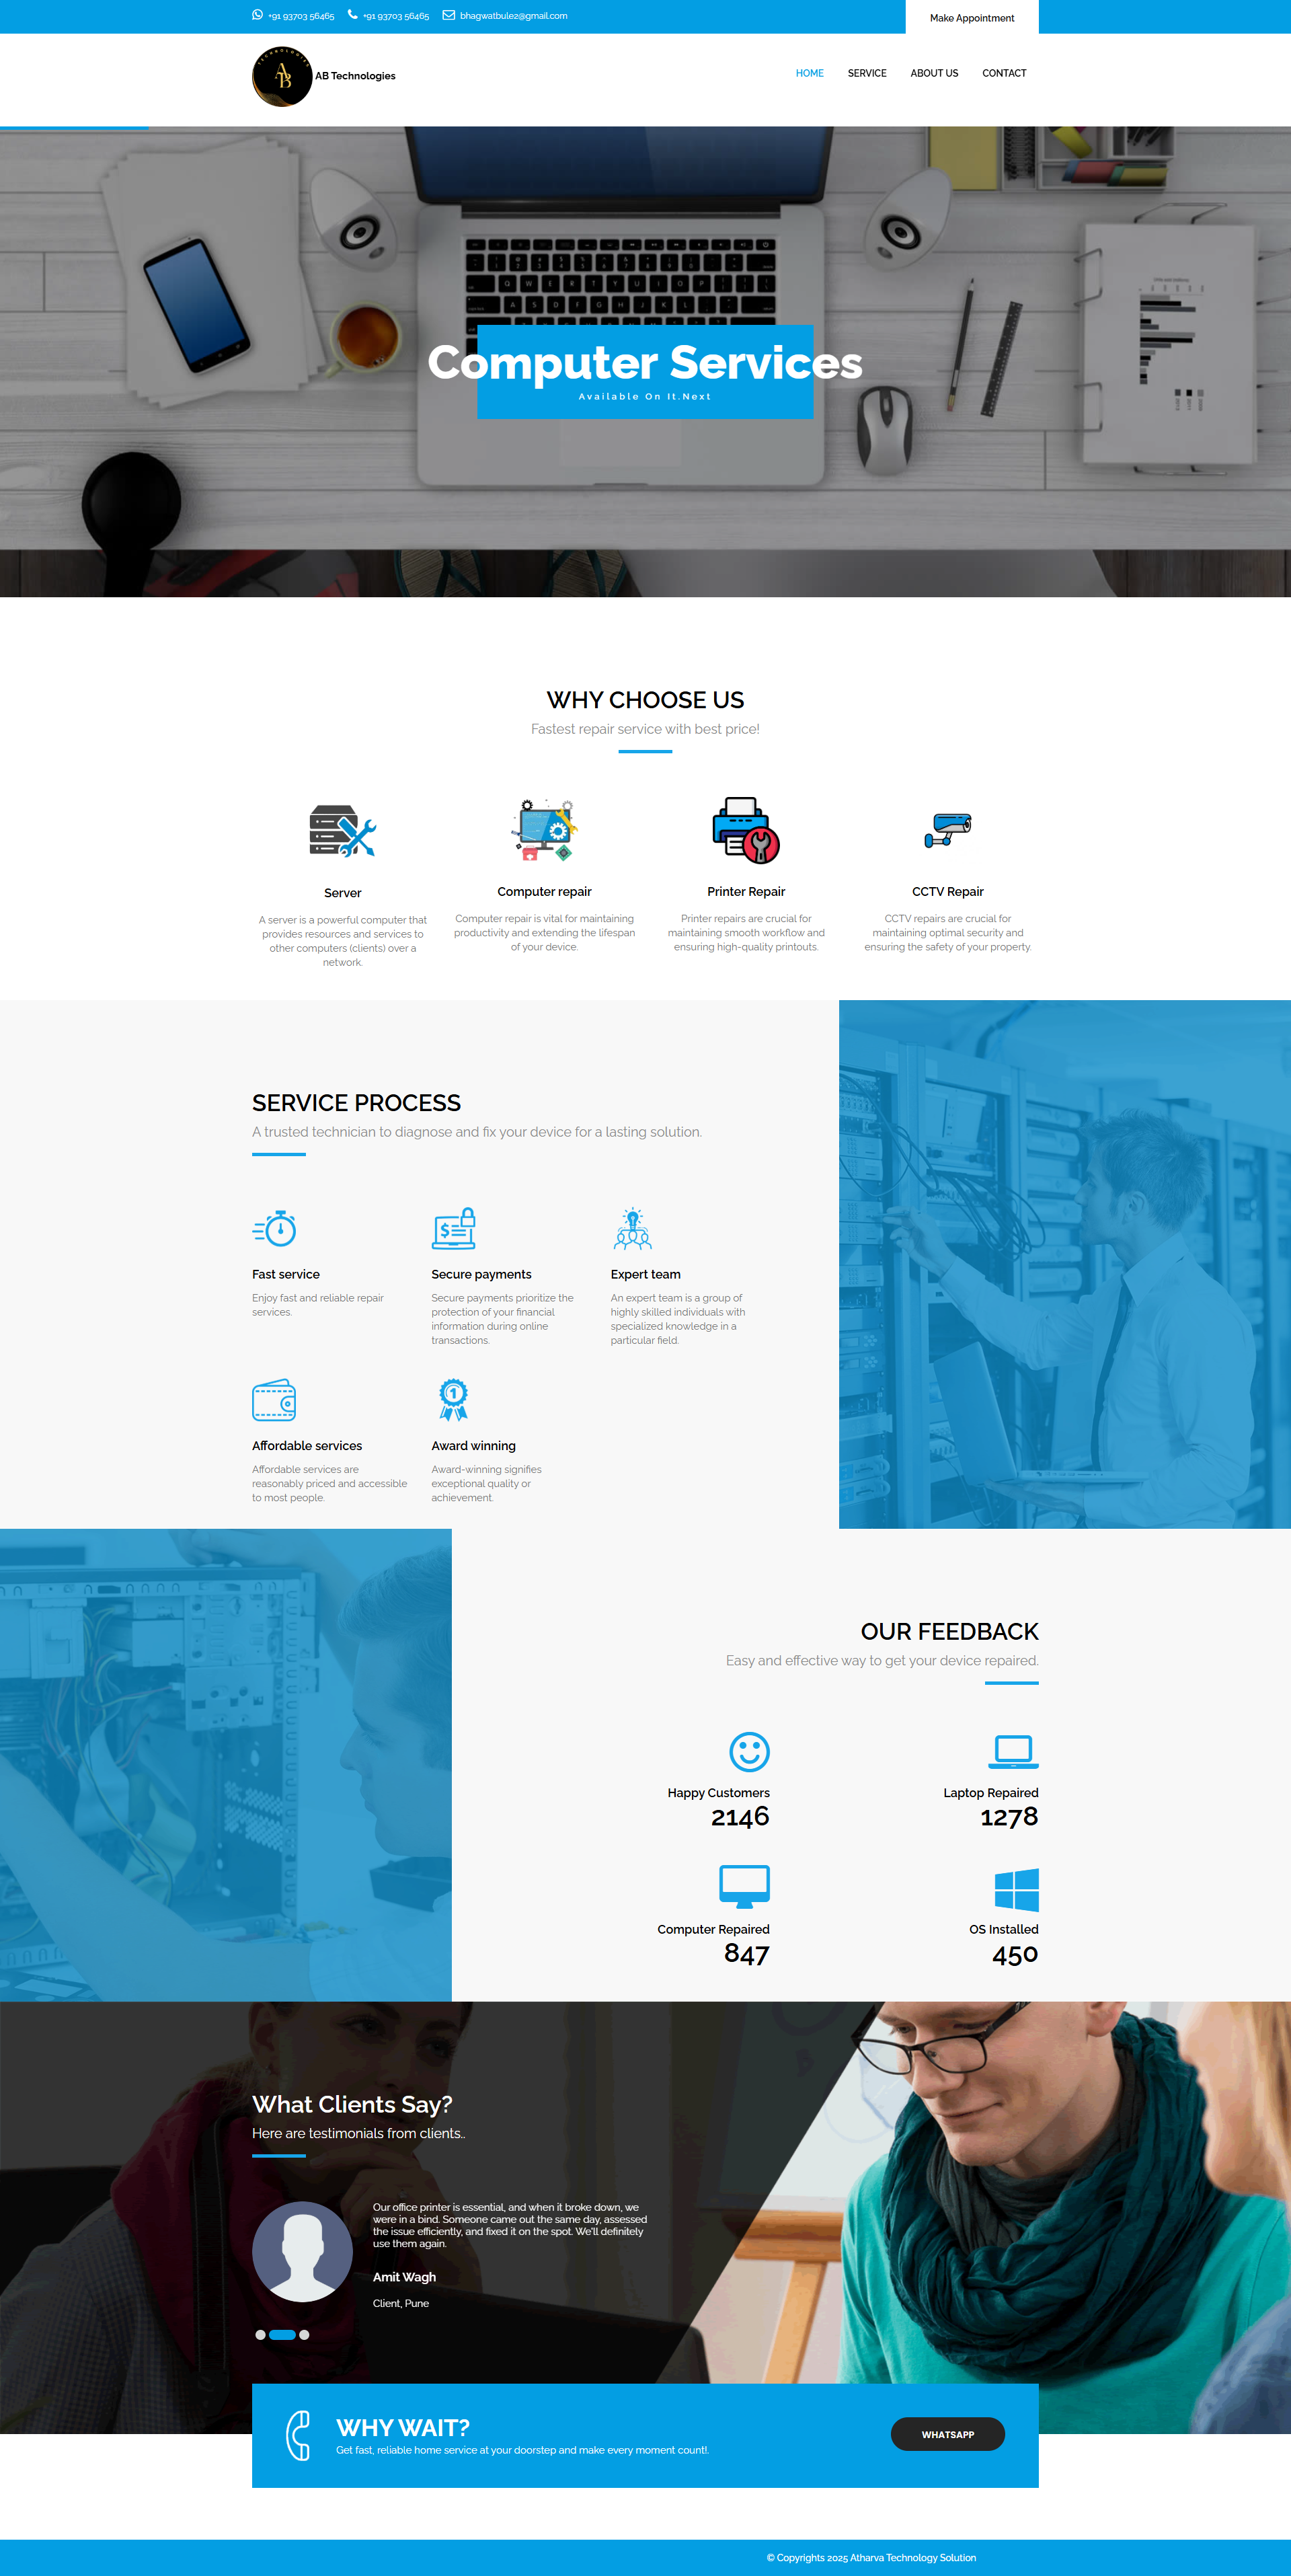 +91 93703 56465
+91 93703 56465
bhagwatbule2@gmail.com
Make Appointment
TECHNOLOGIES
AB
AB Technologies
HOME
SERVICE
ABOUT US
CONTACT
Computer Services
Available On It.Next
WHY CHOOSE US
Fastest repair service with best price!
Server
A server is a powerful computer that
provides resources and services to
other computers (clients) over a
network.
Computer repair
Computer repair is vital for maintaining
productivity and extending the lifespan
of your device.
Printer Repair
Printer repairs are crucial for
maintaining smooth workflow and
ensuring high-quality printouts.
CCTV Repair
CCTV repairs are crucial for
maintaining optimal security and
ensuring the safety of your property.
SERVICE PROCESS
A trusted technician to diagnose and fix your device for a lasting solution.
Fast service
Enjoy fast and reliable repair
services.
Secure payments
Secure payments prioritize the
protection of your financial
information during online
transactions.
Expert team
An expert team is a group of
highly skilled individuals with
specialized knowledge in a
particular field.
Affordable services
Affordable services are
reasonably priced and accessible
to most people.
Award winning
Award-winning signifies
exceptional quality or
achievement.
OUR FEEDBACK
Easy and effective way to get your device repaired.
Happy Customers
2146
Laptop Repaired
1278
Computer Repaired
847
OS Installed
450
What Clients Say?
Here are testimonials from clients..
Our office printer is essential, and when it broke down, we
were in a bind. Someone came out the same day, assessed
the issue efficiently, and fixed it on the spot. We'll definitely
use them again.
Amit Wagh
Client, Pune
WHY WAIT?
Get fast, reliable home service at your doorstep and make every moment count!.
WHATSAPP
© Copyrights 2025 Atharva Technology Solution